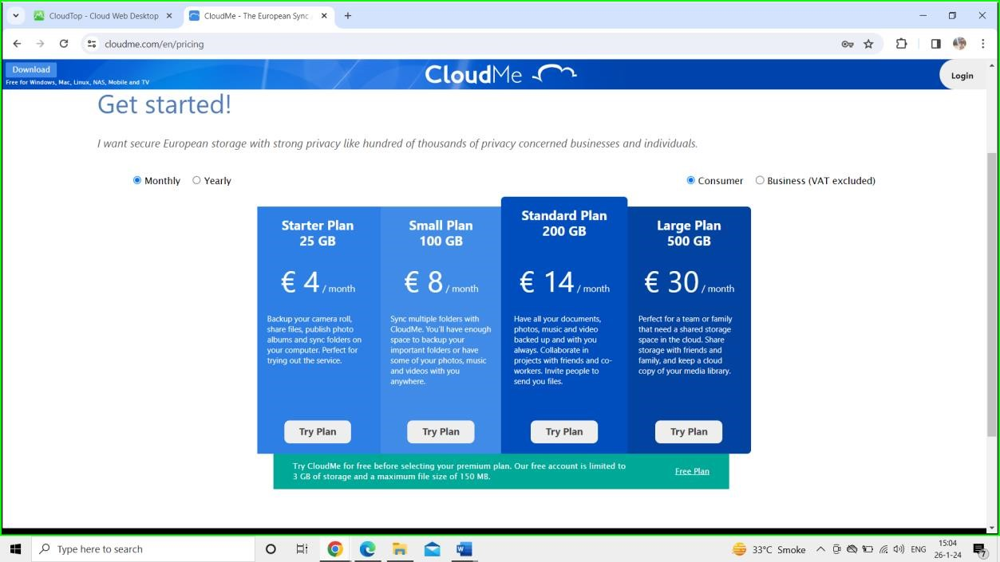 CloudTop - Cloud Web Desktop
CloudMe - The European Sync
cloudme.com/en/pricing
Download
Free for Windows, Mac, Linux, NAS, Mobile and TV
CloudMe
Login
Get started!
I want secure European storage with strong privacy like hundred of thousands of privacy concerned businesses and individuals.
Monthly Yearly
Consumer Business (VAT excluded)
Starter Plan
25 GB
€ 4 / month
Backup your camera roll,
share files, publish photo
albums and sync folders on
your computer. Perfect for
trying out the service.
Try Plan
Small Plan
100 GB
€ 8 / month
Sync multiple folders with
CloudMe. You'll have enough
space to backup your
important folders or have
some of your photos, music
and videos with you
anywhere.
Try Plan
Standard Plan
200 GB
€ 14 / month
Have all your documents,
photos, music and video
backed up and with you
always. Collaborate in
projects with friends and co-
workers. Invite people to
send you files.
Try Plan
Large Plan
500 GB
€ 30 / month
Perfect for a team or family
that need a shared storage
space in the cloud. Share
storage with friends and
family, and keep a cloud
copy of your media library.
Try Plan
Try CloudMe for free before selecting your premium plan. Our free account is limited to
3 GB of storage and a maximum file size of 150 MB.
Free Plan
Type here to search
33°C Smoke
ENG
15:04
26-1-24
7